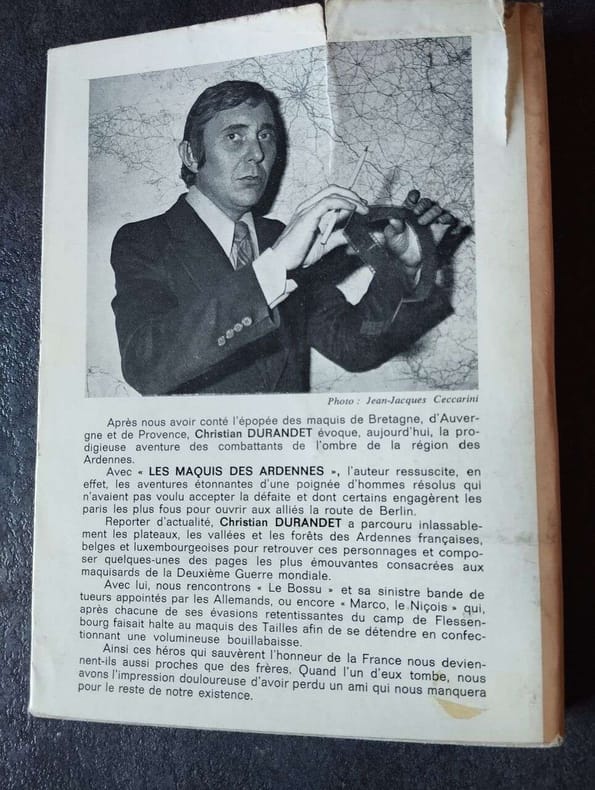 Photo : Jean-Jacques Ceccarini
Après nous avoir conté l'épopée des maquis de Bretagne, d'Auver-
gne et de Provence, Christian DURANDET évoque, aujourd'hui, la pro-
digieuse aventure des combattants de l'ombre de la région des
Ardennes.
Avec « LES MAQUIS DES ARDENNES », l'auteur ressuscite, en
effet, les aventures étonnantes d'une poignée d'hommes résolus qui
n'avaient pas voulu accepter la défaite et dont certains engagèrent les
paris les plus fous pour ouvrir aux alliés la route de Berlin.
Reporter d'actualité, Christian DURANDET a parcouru inlassable-
ment les plateaux, les vallées et les forêts des Ardennes françaises,
belges et luxembourgeoises pour retrouver ces personnages et compo-
ser quelques-unes des pages les plus émouvantes consacrées aux
maquisards de la Deuxième Guerre mondiale.
Avec lui, nous rencontrons « Le Bossu » et sa sinistre bande de
tueurs appointés par les Allemands, ou encore « Marco, le Niçois » qui,
après chacune de ses évasions retentissantes du camp de Flessen-
bourg faisait halte au maquis des Tailles afin de se détendre en confec-
tionnant une volumineuse bouillabaisse.
Ainsi ces héros qui sauvèrent l'honneur de la France nous devien-
nent-ils aussi proches que des frères. Quand l'un d'eux tombe, nous
avons l'impression douloureuse d'avoir perdu un ami qui nous manquera
pour le reste de notre existence.